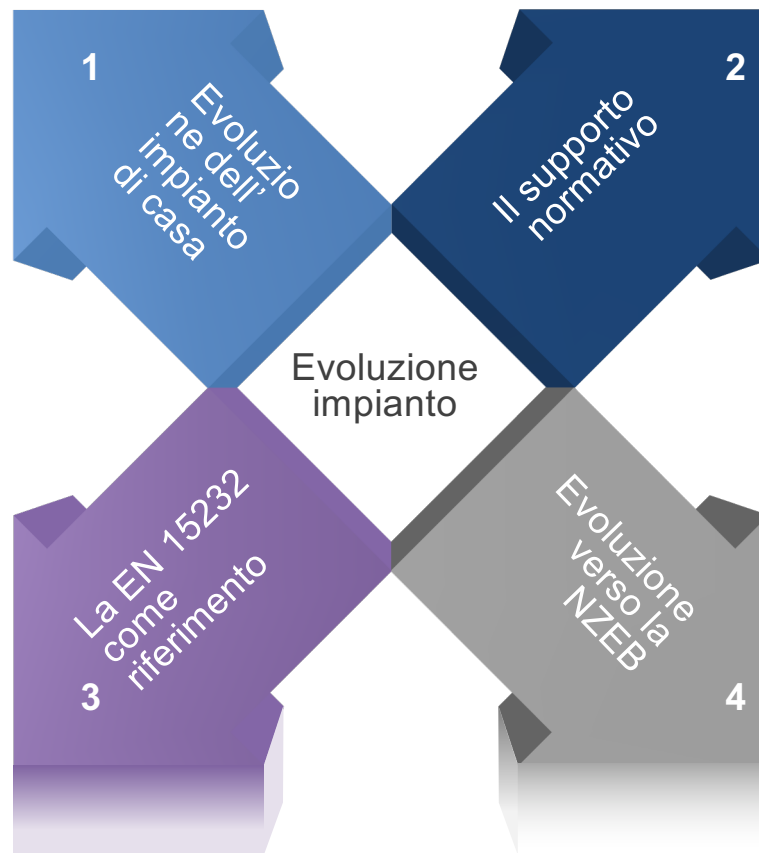 1
Evoluzio
ne dell'
impianto
di casa
2
Il supporto
normativo
Evoluzione
impianto
La EN 15232
come
riferimento
3
Evoluzione
verso la
NZEB
4